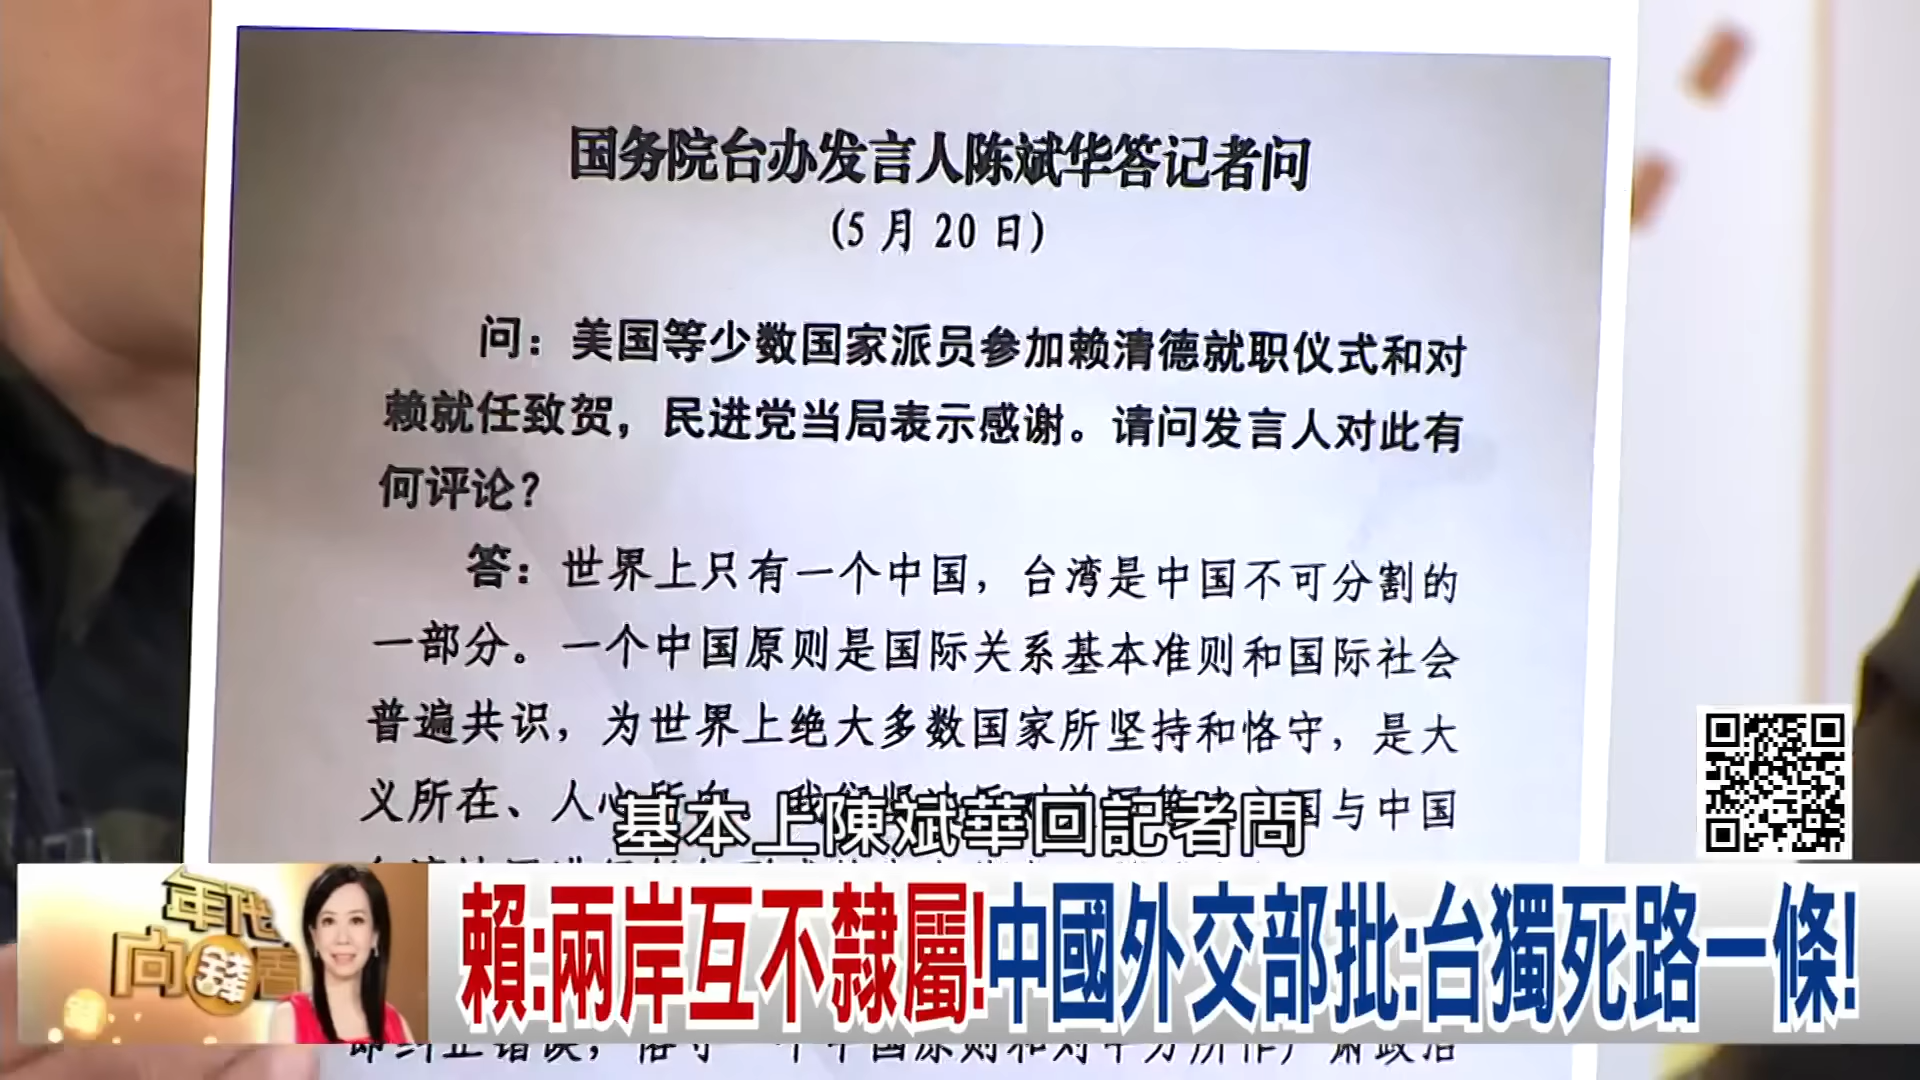 国务院台办发言人陈斌华答记者问
(5月20日)
问：美国等少数国家派员参加赖清德就职仪式和对
赖就任致贺，民进党当局表示感谢。请问发言人对此有
何评论？
答：世界上只有一个中国，台湾是中国不可分割的
一部分。一个中国原则是国际关系基本准则和国际社会
普遍共识，为世界上绝大多数国家所坚持和恪守，是大
义所在、人心所向
国与中国
基本上陳斌華回記者問
年代
向錢看
賴:兩岸互不隸屬!中國外交部批:台獨死路一條!